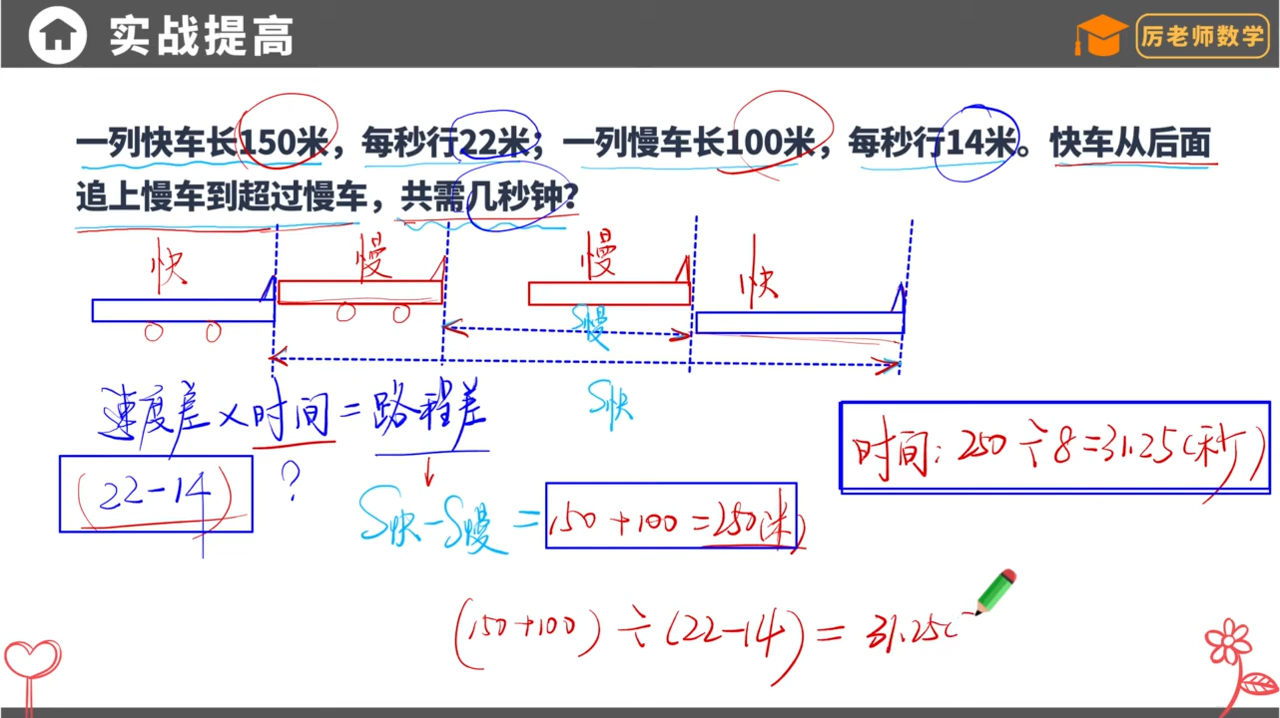 实战提高
厉老师数学
一列快车长150米，每秒行22米；一列慢车长100米，每秒行14米。快车从后面
追上慢车到超过慢车，共需几秒钟？
快 慢 慢 快
S慢
S快
速度差×时间=路程差
(22-14) ?
时间：250÷8=31.25(秒)
S快-S慢=150+100=250(米)
(150+100)÷(22-14)=31.25(